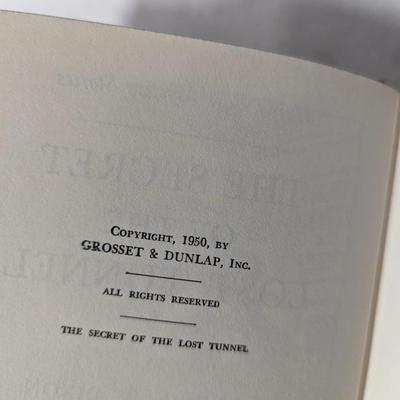 COPYRIGHT, 1950, BY
GROSSET & DUNLAP, INC.
ALL RIGHTS RESERVED
THE SECRET OF THE LOST TUNNEL